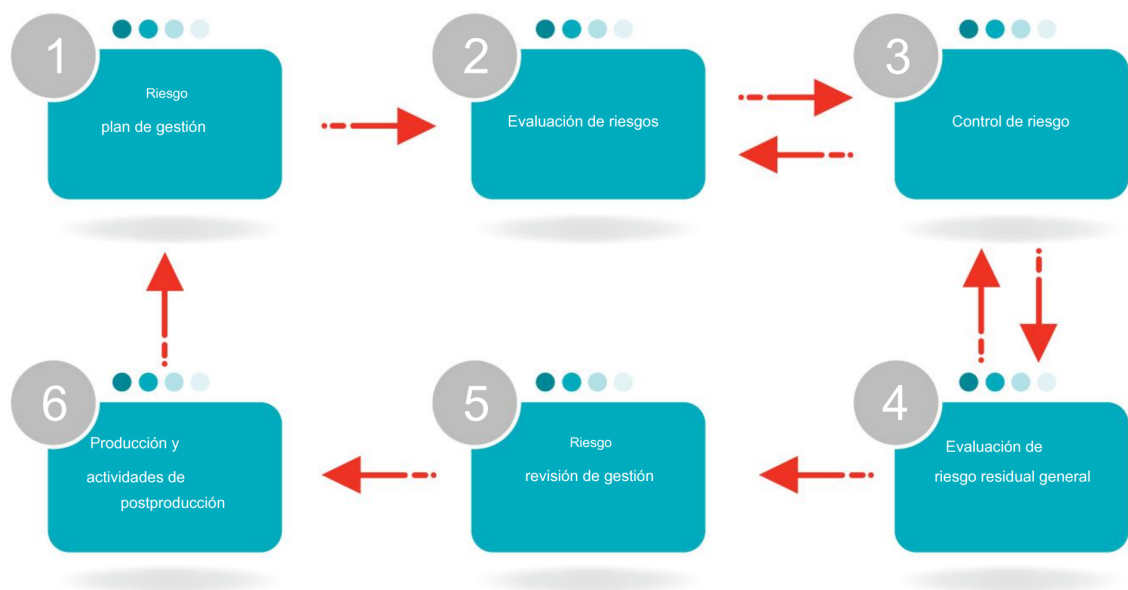 1
Riesgo
plan de gestión
2
Evaluación de riesgos
3
Control de riesgo
4
Evaluación de
riesgo residual general
5
Riesgo
revisión de gestión
6
Producción y
actividades de
postproducción